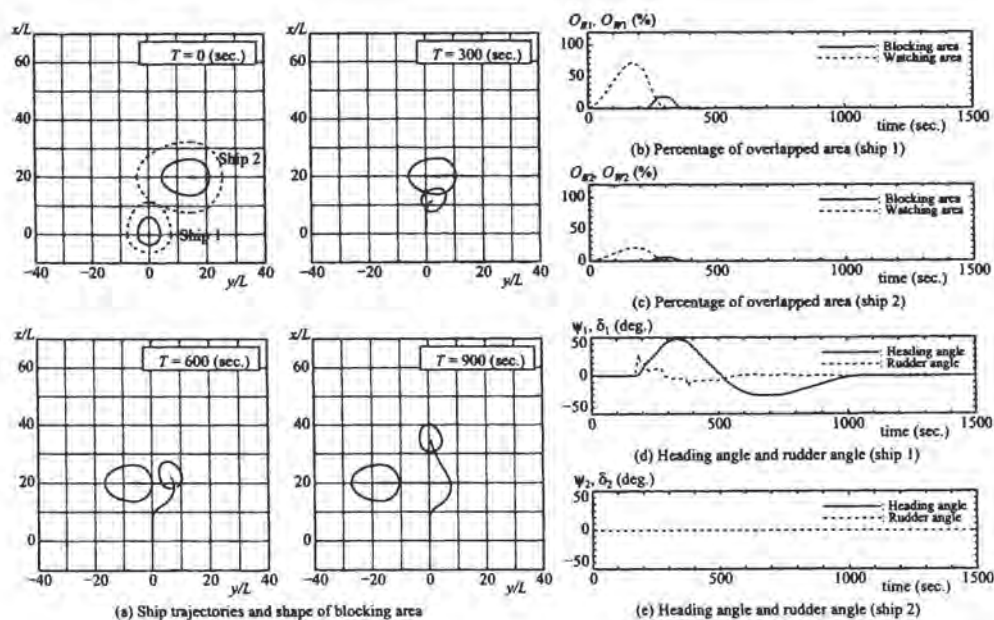 x/L
T = 0 (sec.)
60
40
20
0
Ship 2
Ship 1
−40 −20 0 20 40
y/L
x/L
T = 300 (sec.)
60
40
20
0
−40 −20 0 20 40
y/L
x/L
T = 600 (sec.)
60
40
20
0
−40 −20 0 20 40
y/L
x/L
T = 900 (sec.)
60
40
20
0
−40 −20 0 20 40
y/L
(a) Ship trajectories and shape of blocking area
O_B1, O_W1 (%)
100
50
0
: Blocking area
: Watching area
0 500 1000 1500
time (sec.)
(b) Percentage of overlapped area (ship 1)
O_B2, O_W2 (%)
100
50
0
: Blocking area
: Watching area
0 500 1000 1500
time (sec.)
(c) Percentage of overlapped area (ship 2)
ψ1, δ1 (deg.)
50
0
−50
: Heading angle
: Rudder angle
0 500 1000 1500
time (sec.)
(d) Heading angle and rudder angle (ship 1)
ψ2, δ2 (deg.)
50
0
−50
: Heading angle
: Rudder angle
0 500 1000 1500
time (sec.)
(e) Heading angle and rudder angle (ship 2)